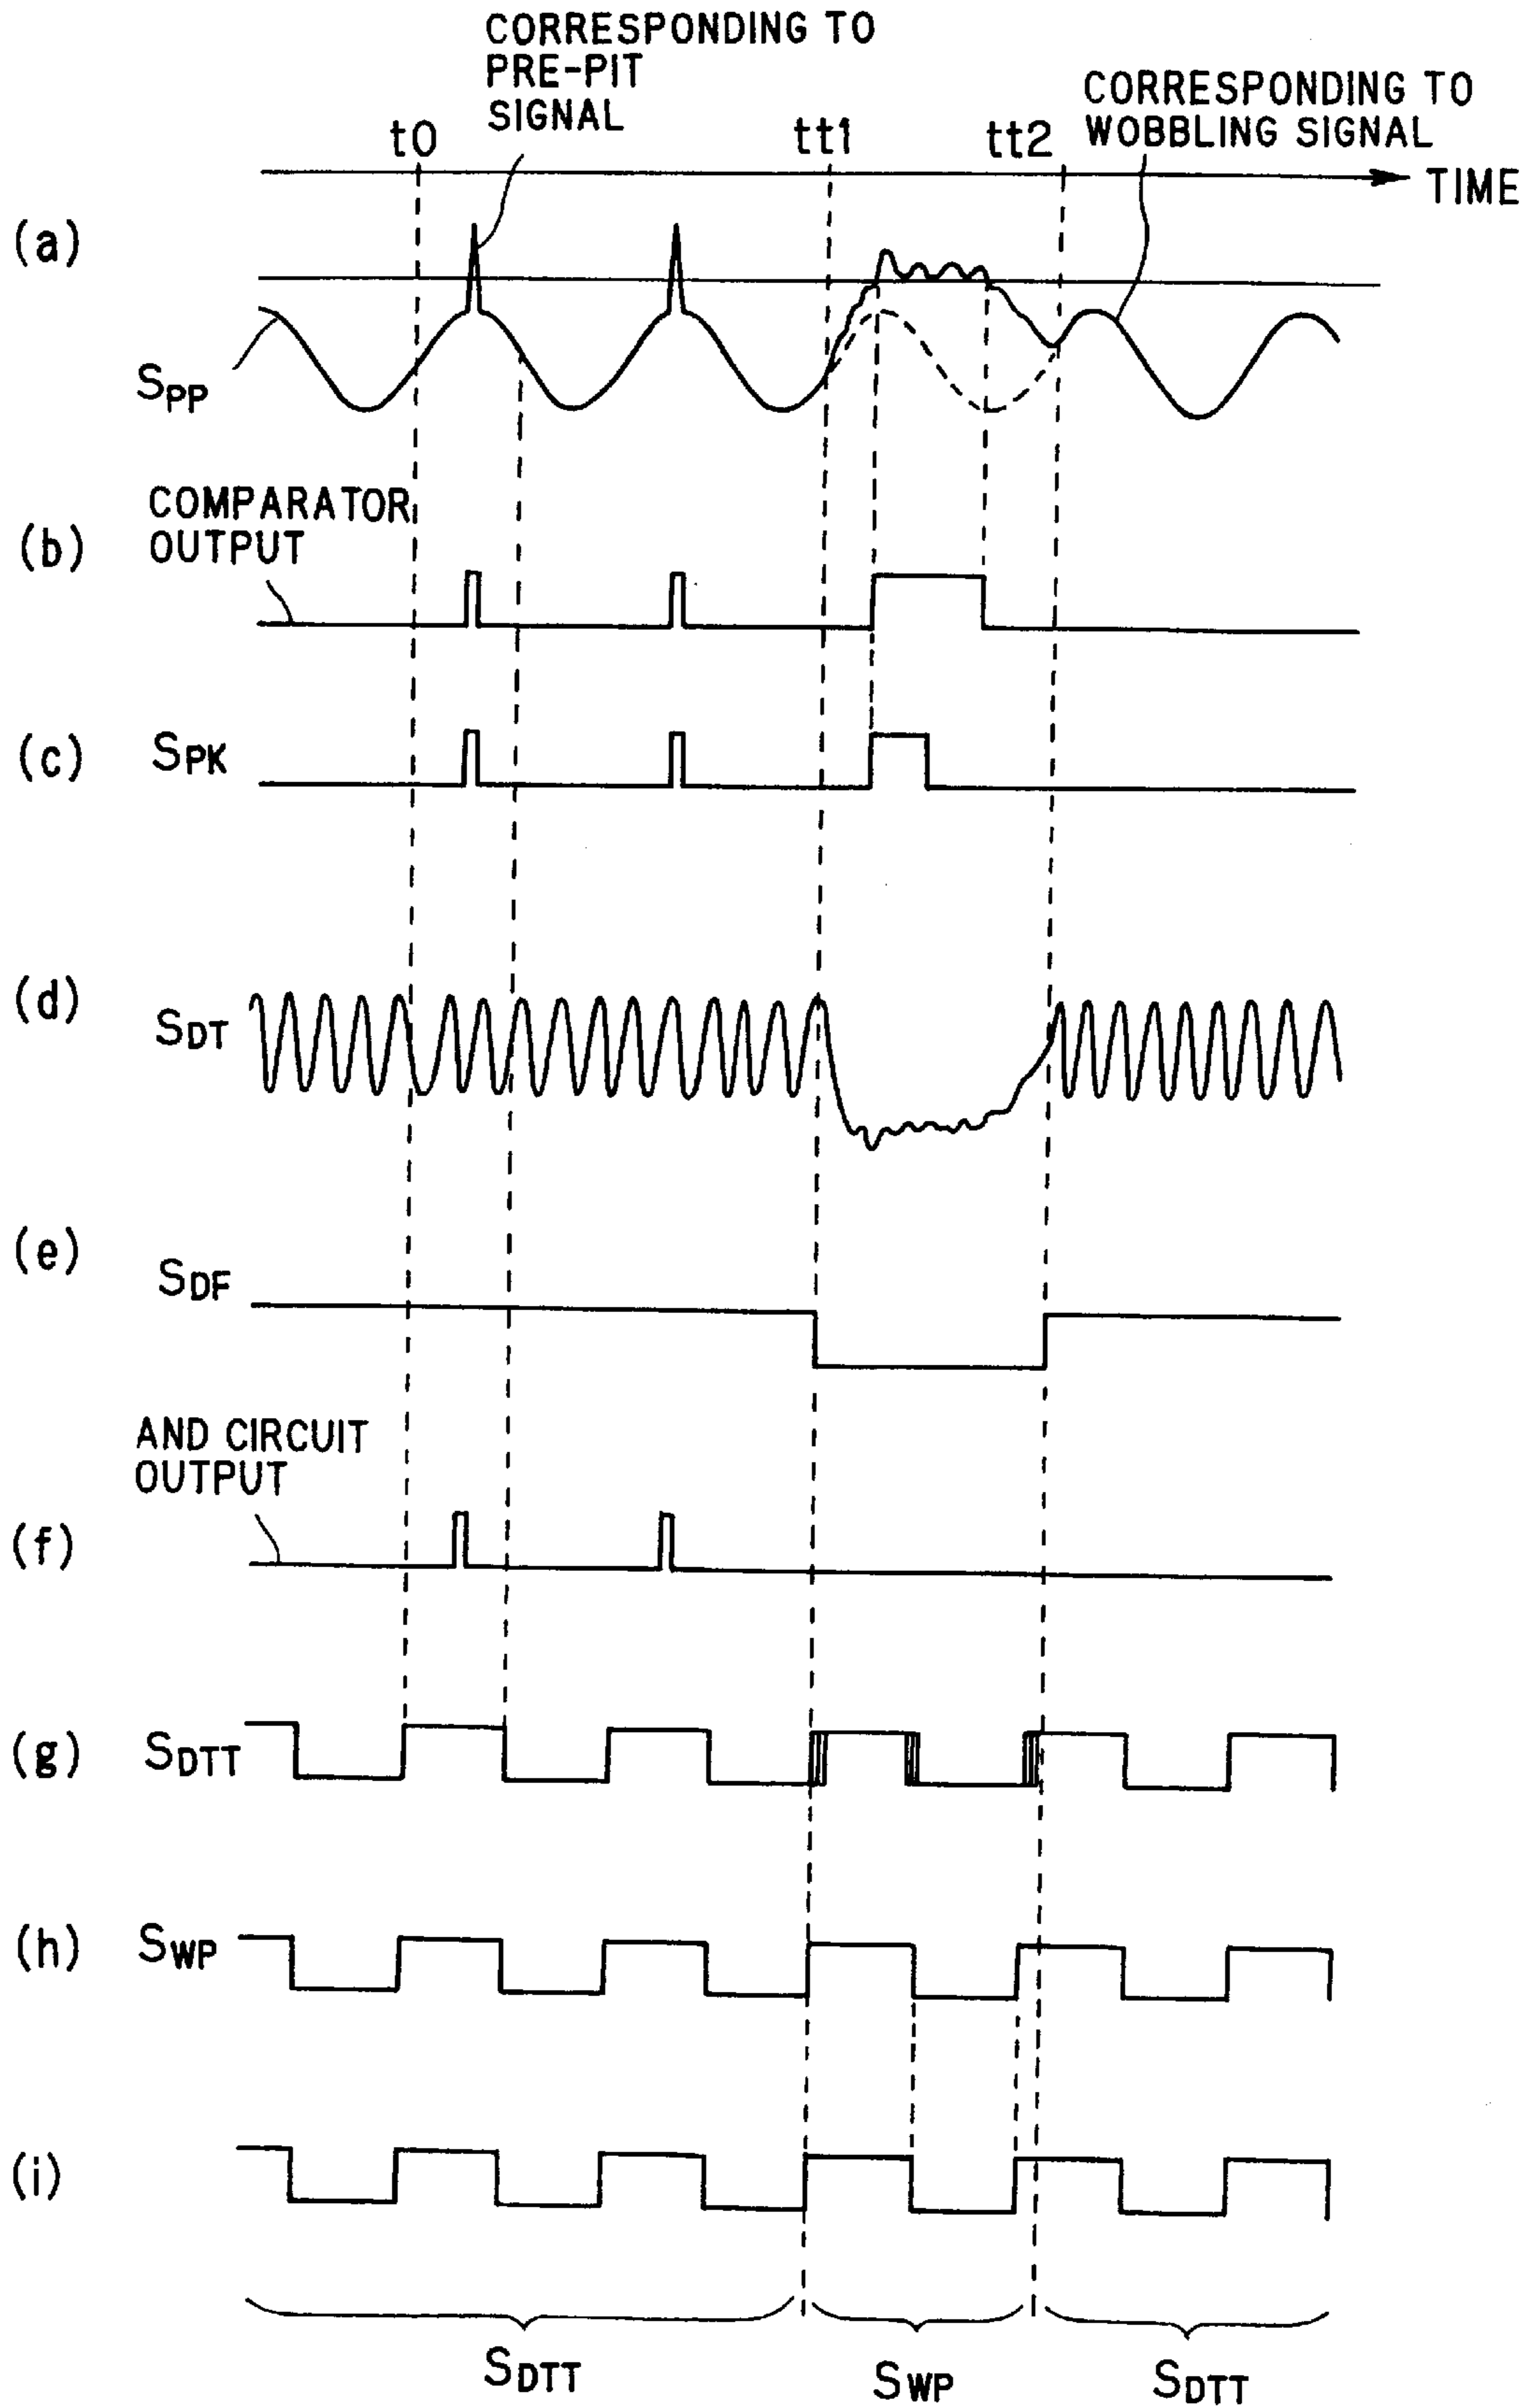 CORRESPONDING TO
PRE-PIT
SIGNAL
CORRESPONDING TO
WOBBLING SIGNAL
t0
tt1
tt2
TIME
(a)
SPP
COMPARATOR
OUTPUT
(b)
(c) SPK
(d)
SDT
(e)
SDF
AND CIRCUIT
OUTPUT
(f)
(g) SDTT
(h) SWP
(i)
SDTT SWP SDTT